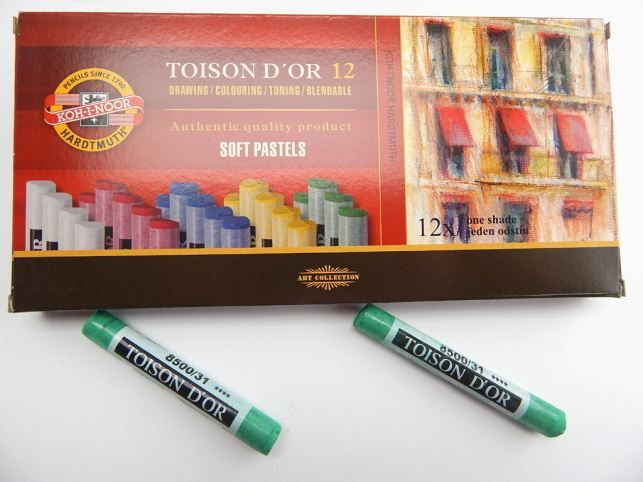 PENCILS SINCE 1790
KOH-I-NOOR
HARDTMUTH
TOISON D´OR 12
DRAWING / COLOURING / TONING / BLENDABLE
Authentic quality product
SOFT PASTELS
KOH-I-NOOR HARDTMUTH
12x/
one shade
jeden odstín
ART COLLECTION
8500/31 ****
TOISON D'OR
8500/31 ****
TOISON D'OR